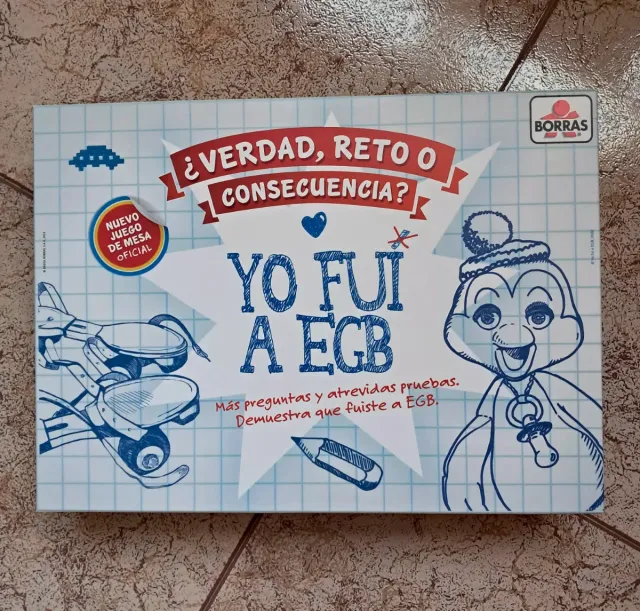 BORRAS
¿VERDAD, RETO O
CONSECUENCIA?
NUEVO
JUEGO
DE MESA
OFICIAL
YO FUI
A EGB
Más preguntas y atrevidas pruebas.
Demuestra que fuiste a EGB.